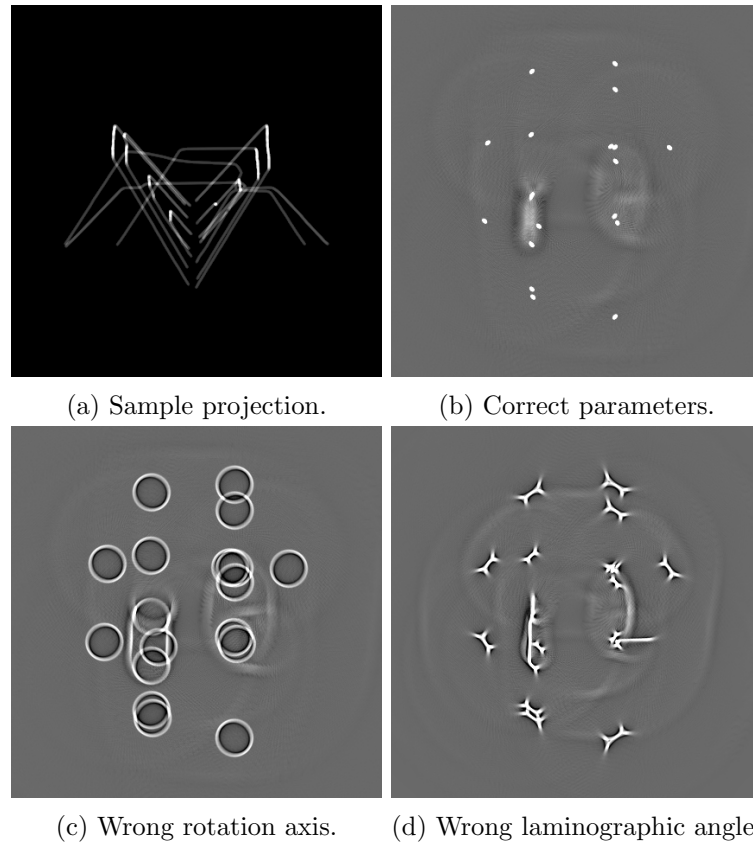 (a) Sample projection.
(b) Correct parameters.
(c) Wrong rotation axis.
(d) Wrong laminographic angle